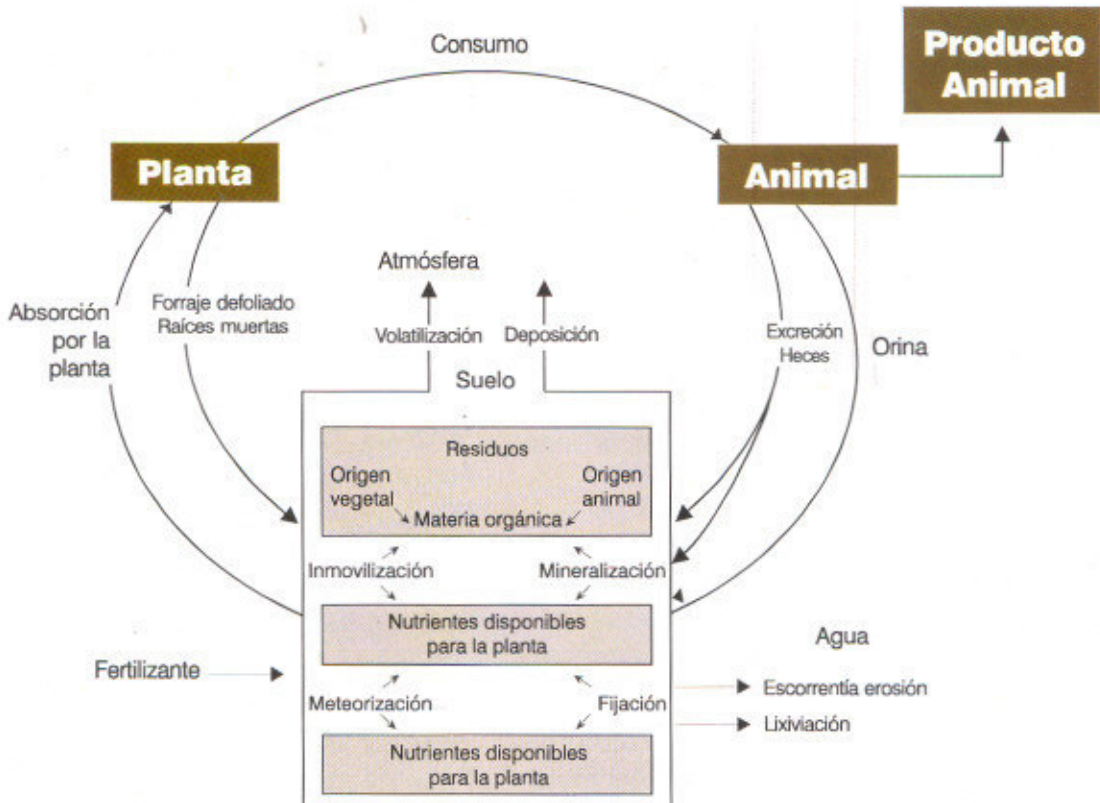 Consumo
Producto
Animal
Planta
Animal
Atmósfera
Absorción
por la
planta
Forraje defoliado
Raíces muertas
Volatilización
Deposición
Excreción
Heces
Orina
Suelo
Residuos
Origen
vegetal
Origen
animal
Materia orgánica
Inmovilización
Mineralización
Nutrientes disponibles
para la planta
Agua
Fertilizante
Escorrentía erosión
Meteorización
Fijación
Lixiviación
Nutrientes disponibles
para la planta